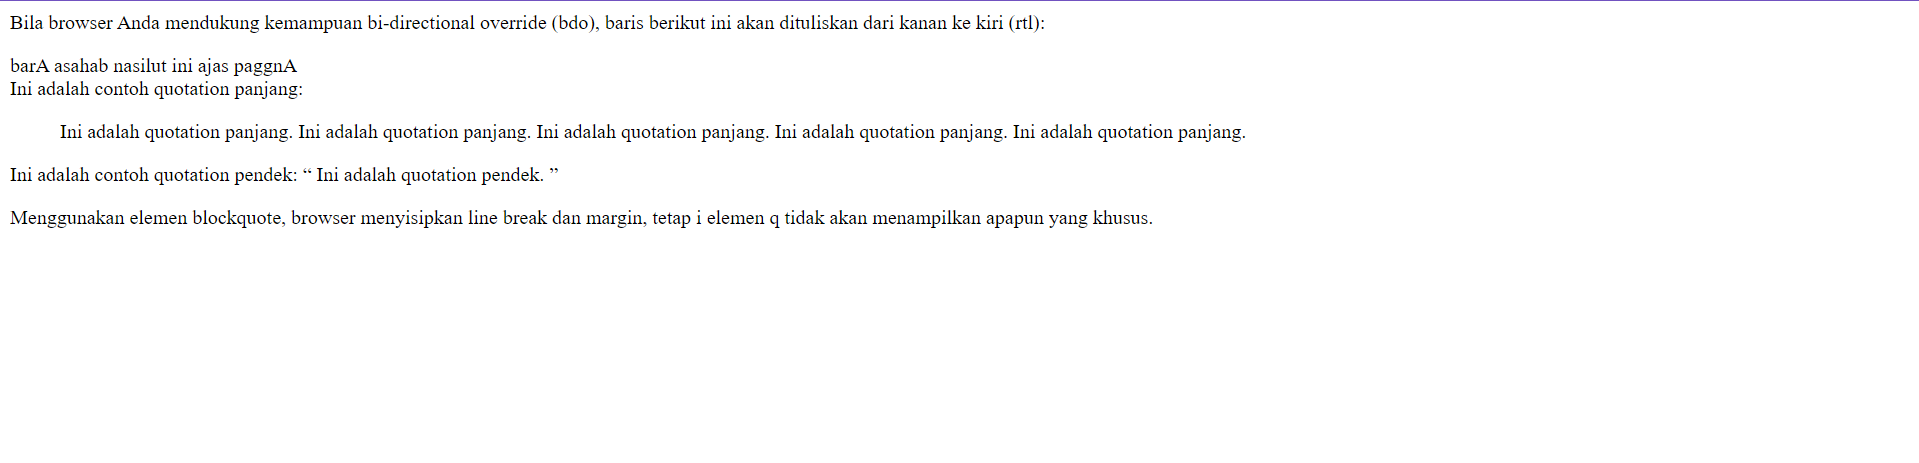 Bila browser Anda mendukung kemampuan bi-directional override (bdo), baris berikut ini akan dituliskan dari kanan ke kiri (rtl):
barA asahab nasilut ini ajas paggnA
Ini adalah contoh quotation panjang:
Ini adalah quotation panjang. Ini adalah quotation panjang. Ini adalah quotation panjang. Ini adalah quotation panjang. Ini adalah quotation panjang.
Ini adalah contoh quotation pendek: “ Ini adalah quotation pendek. ”
Menggunakan elemen blockquote, browser menyisipkan line break dan margin, tetap i elemen q tidak akan menampilkan apapun yang khusus.